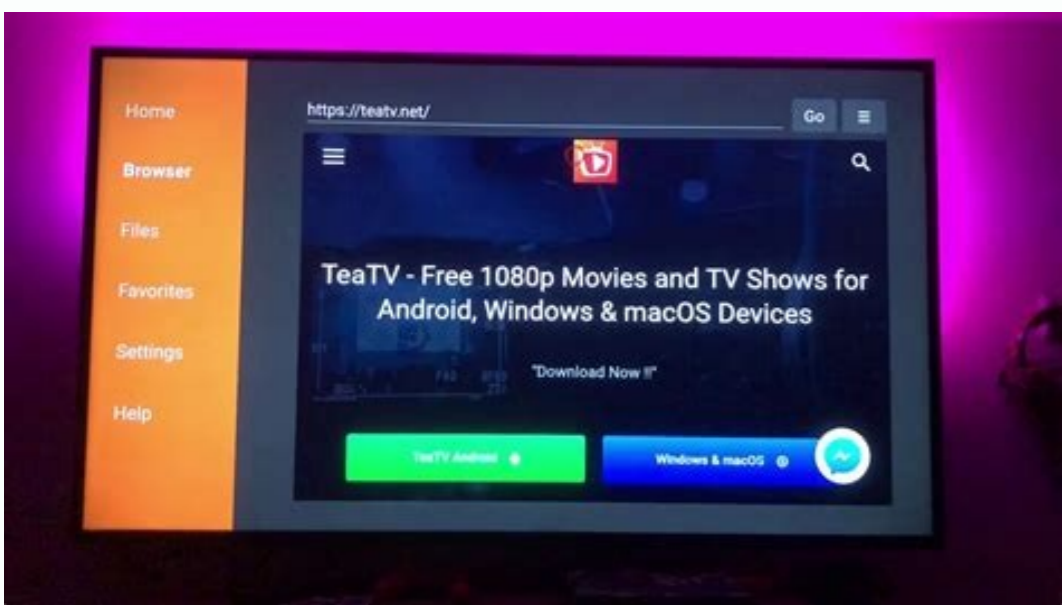 Home
Browser
Files
Favorites
Settings
Help
https://teatv.net/
Go
TeaTV - Free 1080p Movies and TV Shows for
Android, Windows & macOS Devices
"Download Now !!"
TeaTV Android
Windows & macOS